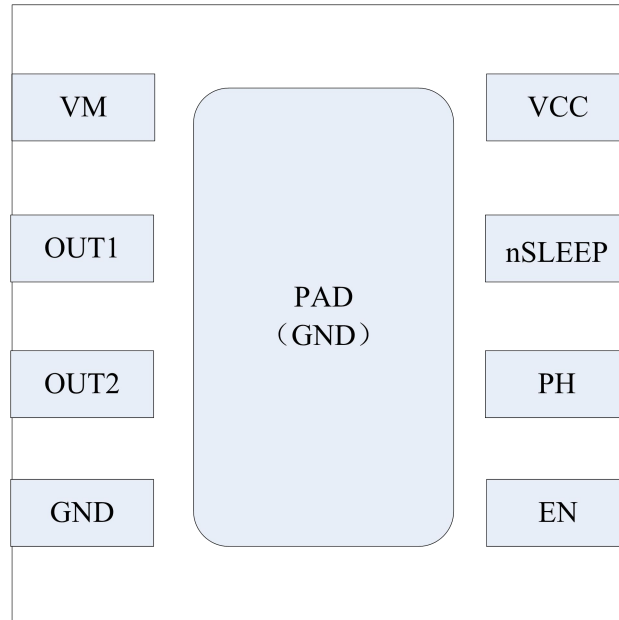 VM
VCC
OUT1
nSLEEP
PAD
（GND）
OUT2
PH
GND
EN